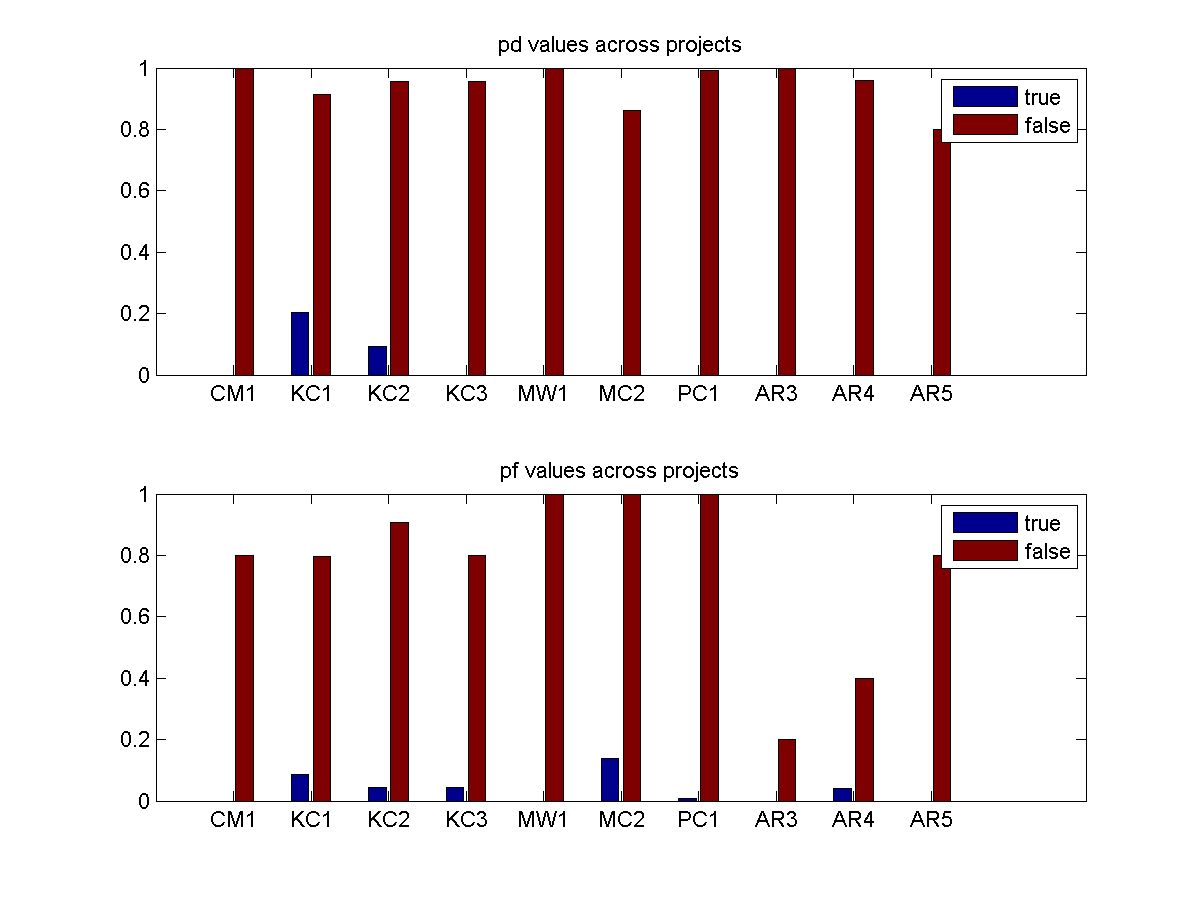 pd values across projects
1
0.8
0.6
0.4
0.2
0
true
false
CM1 KC1 KC2 KC3 MW1 MC2 PC1 AR3 AR4 AR5
pf values across projects
1
0.8
0.6
0.4
0.2
0
true
false
CM1 KC1 KC2 KC3 MW1 MC2 PC1 AR3 AR4 AR5